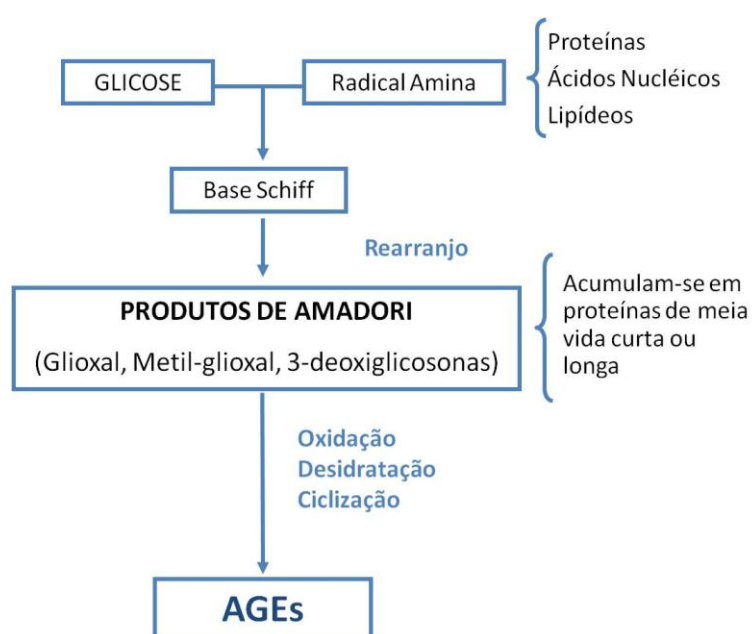 GLICOSE
Radical Amina
Proteínas
Ácidos Nucléicos
Lipídeos
Base Schiff
Rearranjo
PRODUTOS DE AMADORI
(Glioxal, Metil-glioxal, 3-deoxiglicosonas)
Acumulam-se em
proteínas de meia
vida curta ou
longa
Oxidação
Desidratação
Ciclização
AGEs